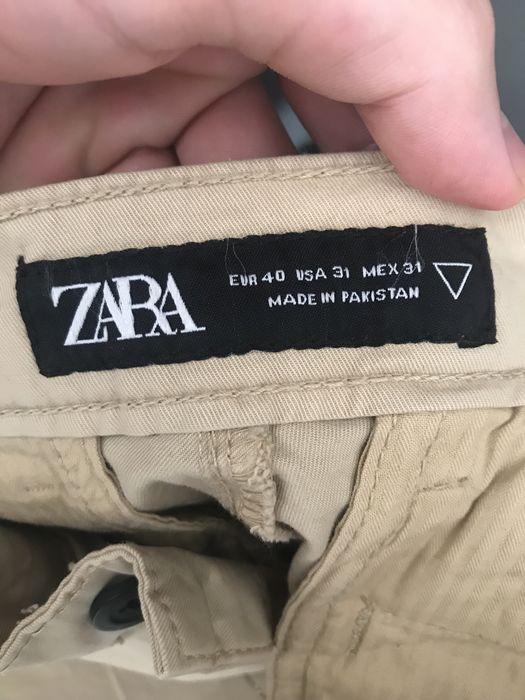 ZARA
EUR 40 USA 31 MEX 31
MADE IN PAKISTAN